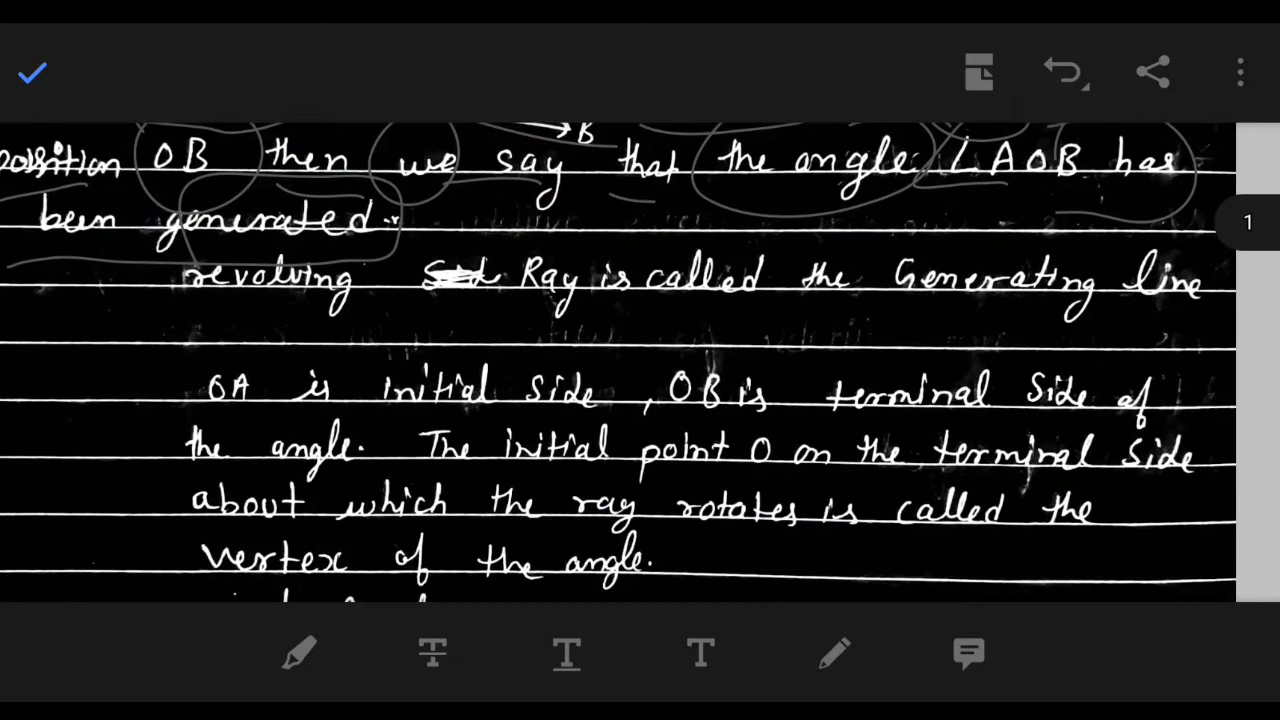 B
position OB then we say that the angle ∠AOB has
been generated.
revolving Ray is called the Generating line
OA is initial side, OB is terminal side of
the angle. The initial point O on the terminal side
about which the ray rotates is called the
vertex of the angle.
1